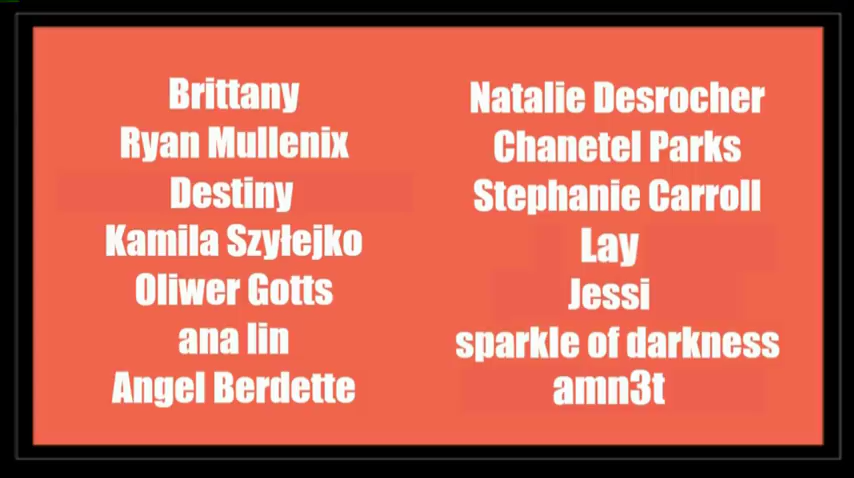 Brittany
Ryan Mullenix
Destiny
Kamila Szyłejko
Oliwer Gotts
ana lin
Angel Berdette
Natalie Desrocher
Chanetel Parks
Stephanie Carroll
Lay
Jessi
sparkle of darkness
amn3t